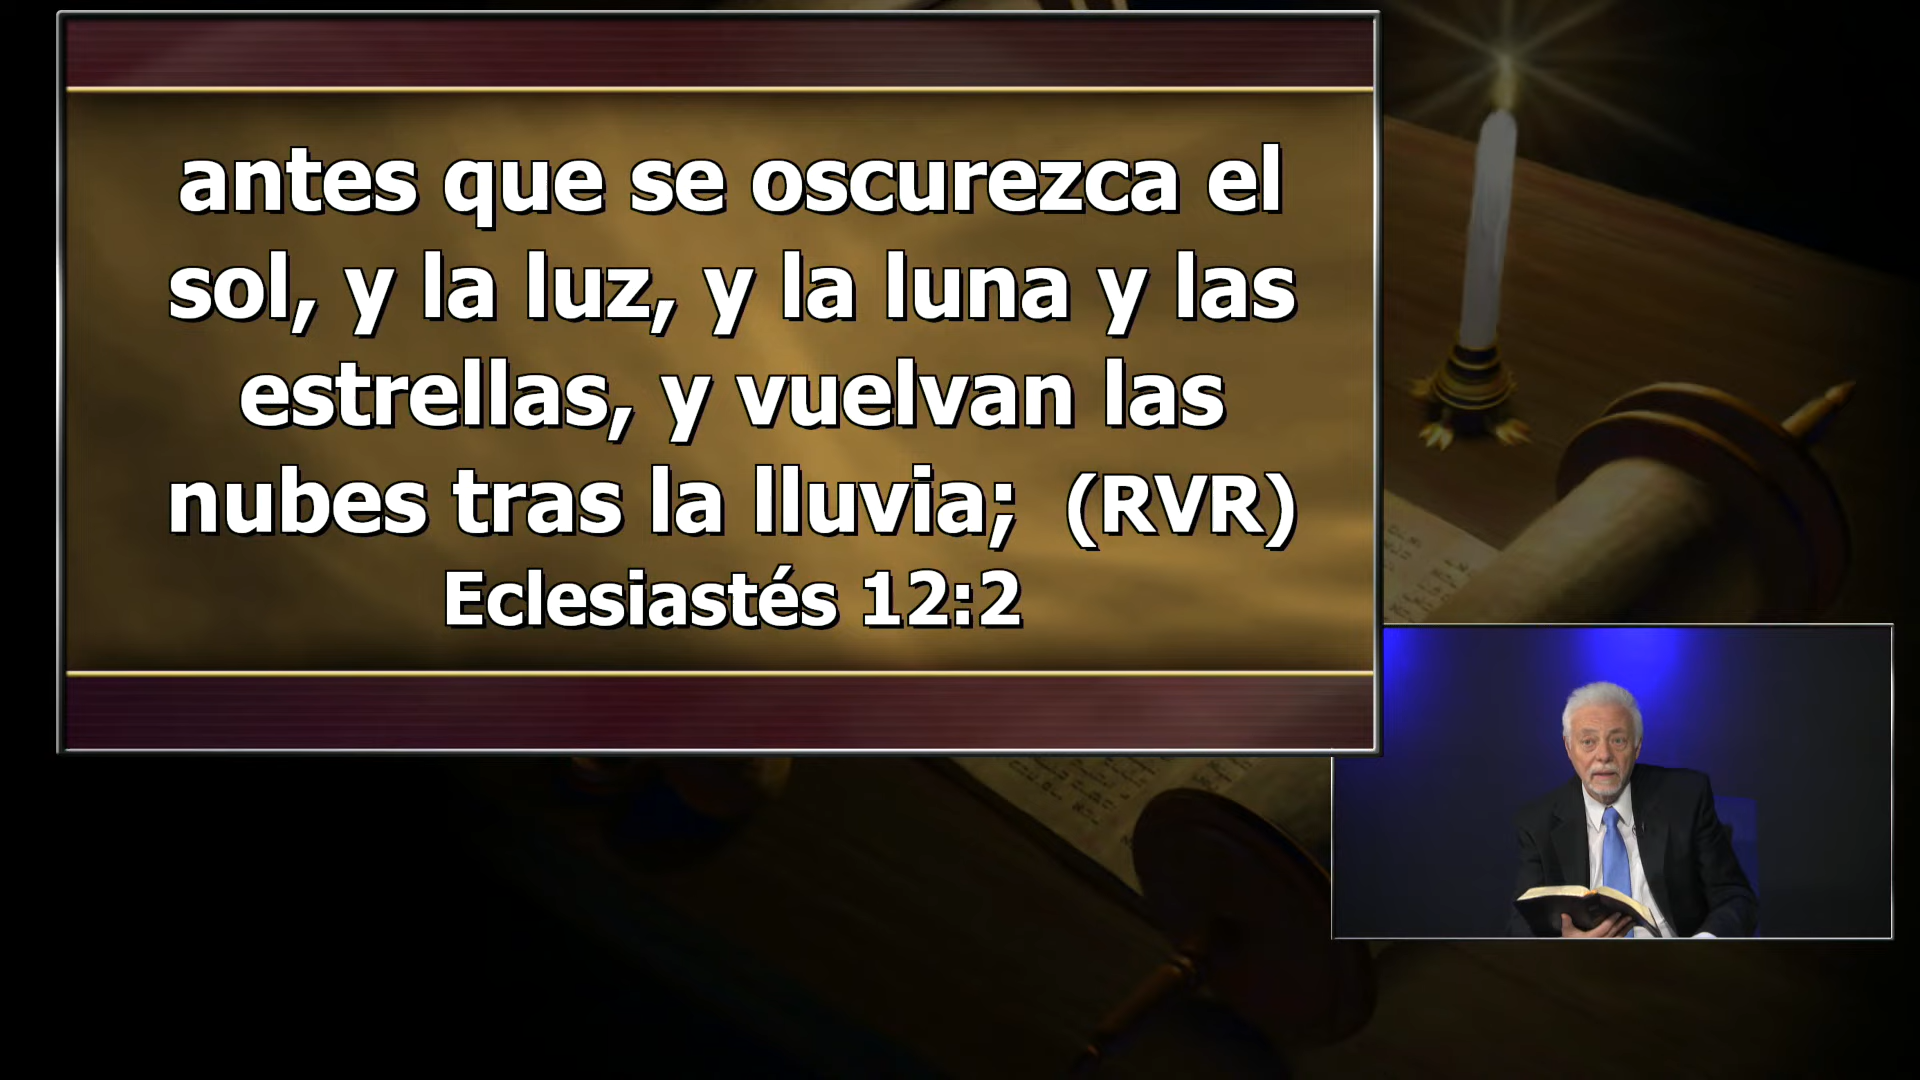 antes que se oscurezca el
sol, y la luz, y la luna y las
estrellas, y vuelvan las
nubes tras la lluvia;  (RVR)
Eclesiastés 12:2